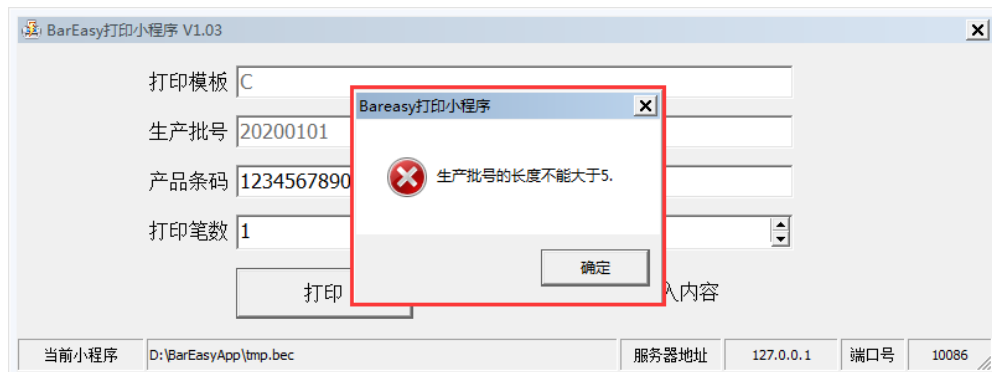 BarEasy打印小程序 V1.03
打印模板 C
生产批号 20200101
产品条码 1234567890
打印笔数 1
Bareasy打印小程序
生产批号的长度不能大于5.
确定
打印
入内容
当前小程序 D:\BarEasyApp\tmp.bec 服务器地址 127.0.0.1 端口号 10086